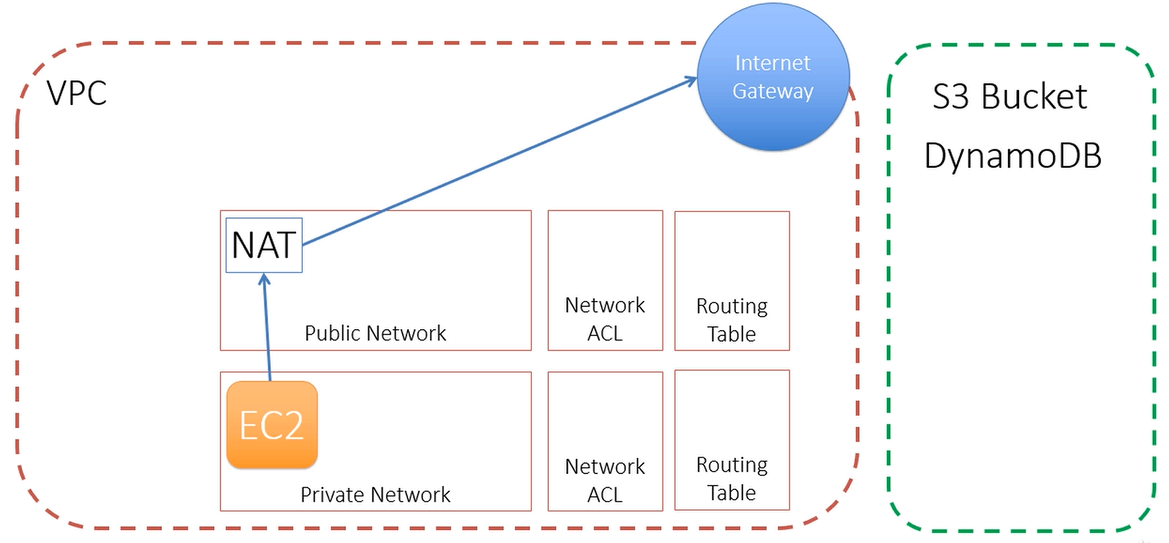 VPC
Internet
Gateway
S3 Bucket
DynamoDB
NAT
Public Network
Network
ACL
Routing
Table
EC2
Private Network
Network
ACL
Routing
Table